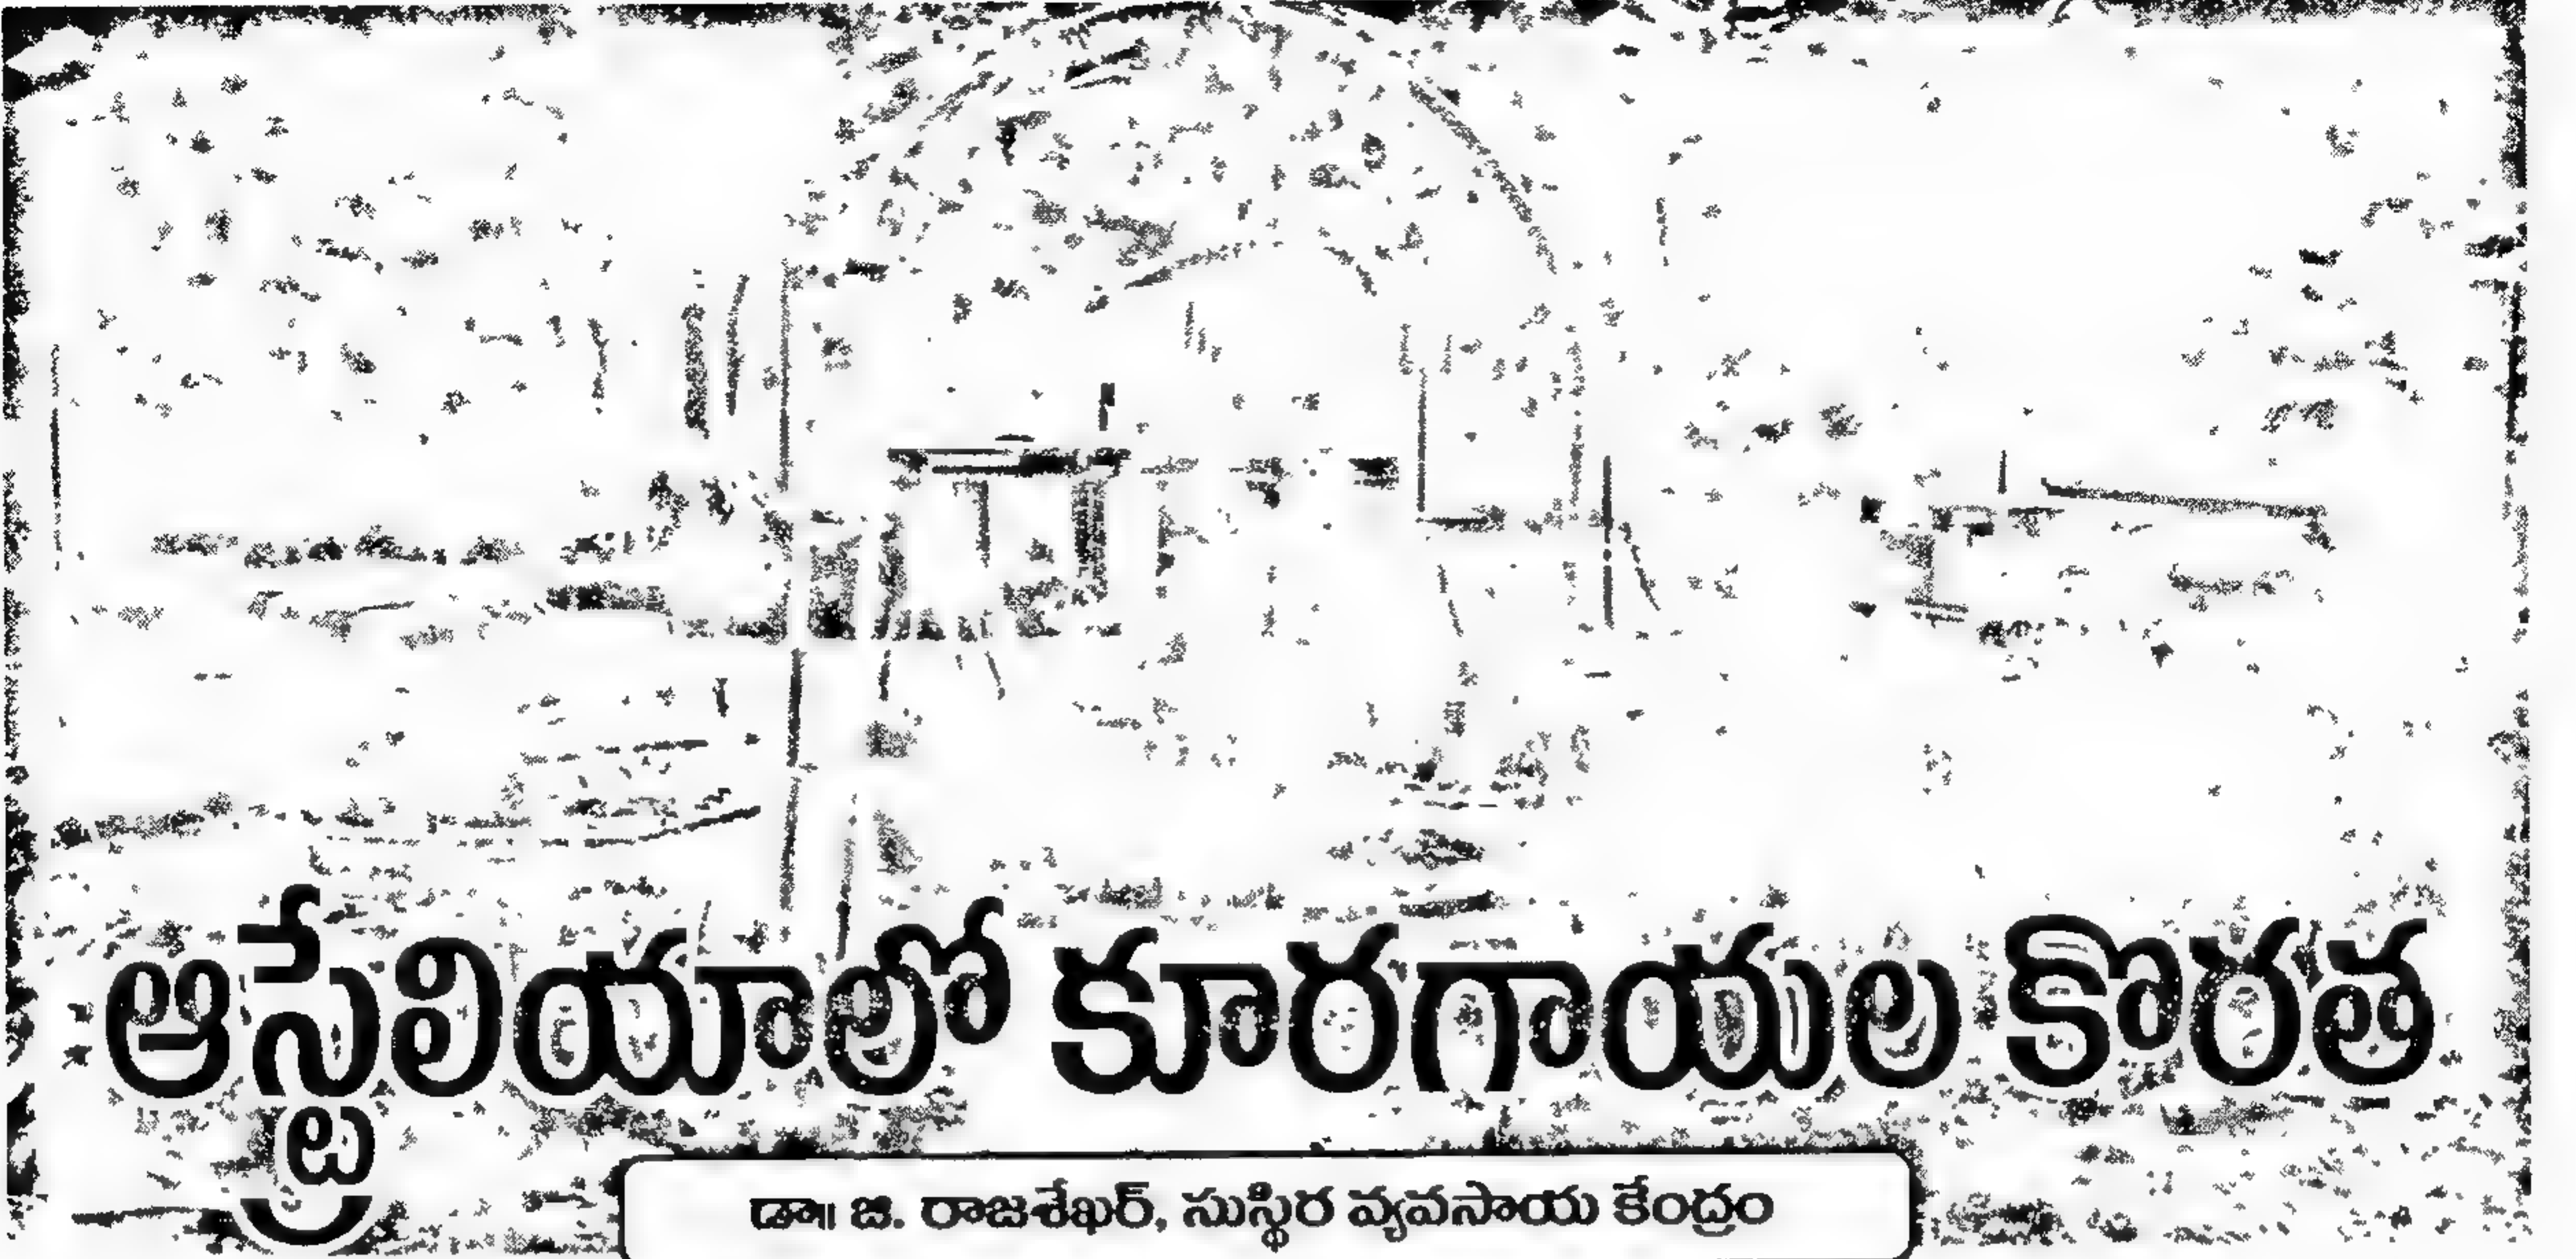 ఆస్ట్రేలియాలో కూరగాయల కొరత
డా॥ జి. రాజశేఖర్, సుస్థిర వ్యవసాయ కేంద్రం